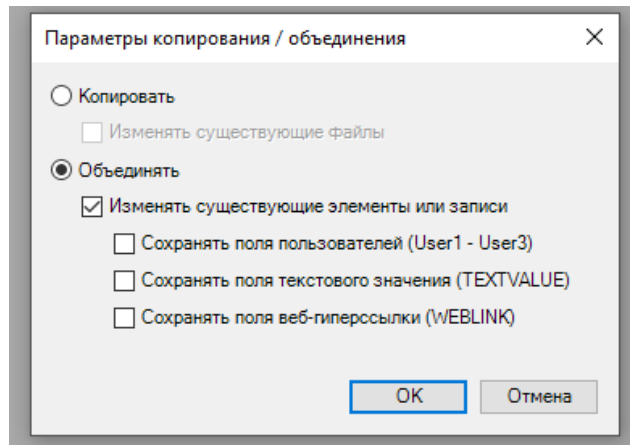 Параметры копирования / объединения
Копировать
Изменять существующие файлы
Объединять
Изменять существующие элементы или записи
Сохранять поля пользователей (User1 - User3)
Сохранять поля текстового значения (TEXTVALUE)
Сохранять поля веб-гиперссылки (WEBLINK)
OK Отмена